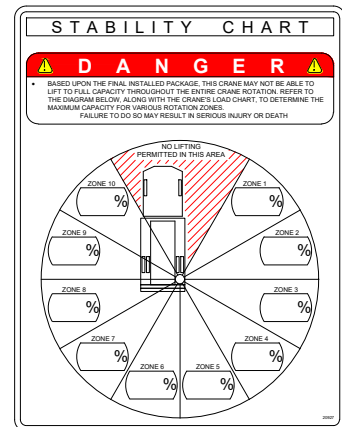 STABILITY CHART
DANGER
• BASED UPON THE FINAL INSTALLED PACKAGE, THIS CRANE MAY NOT BE ABLE TO
LIFT TO FULL CAPACITY THROUGHOUT THE ENTIRE CRANE ROTATION. REFER TO
THE DIAGRAM BELOW, ALONG WITH THE CRANE'S LOAD CHART, TO DETERMINE THE
MAXIMUM CAPACITY FOR VARIOUS ROTATION ZONES.
FAILURE TO DO SO MAY RESULT IN SERIOUS INJURY OR DEATH
NO LIFTING
PERMITTED IN THIS AREA
ZONE 10
%
ZONE 1
%
ZONE 9
%
ZONE 2
%
ZONE 8
%
ZONE 3
%
ZONE 7
%
ZONE 4
%
ZONE 6
%
ZONE 5
%